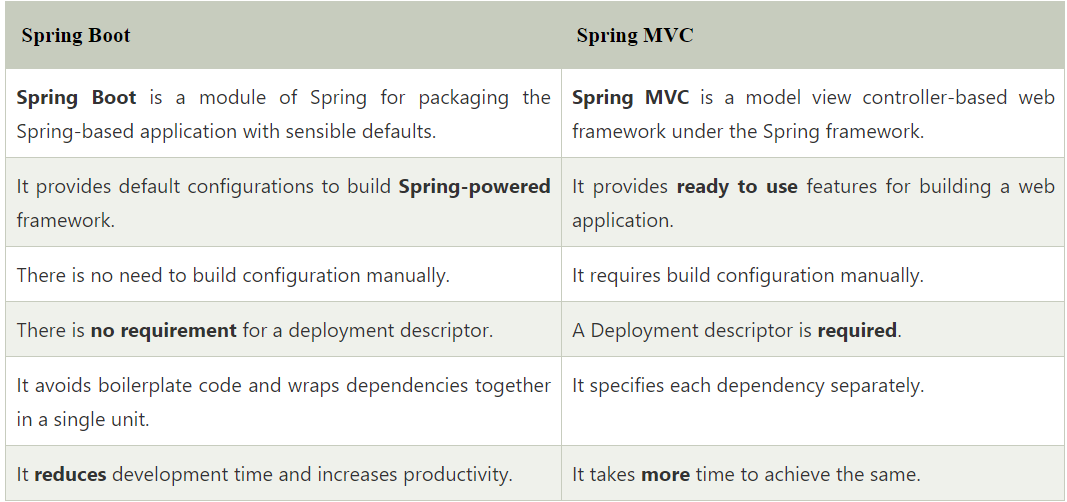 Spring Boot
Spring MVC
Spring Boot is a module of Spring for packaging the
Spring-based application with sensible defaults.
Spring MVC is a model view controller-based web
framework under the Spring framework.
It provides default configurations to build Spring-powered
framework.
It provides ready to use features for building a web
application.
There is no need to build configuration manually.
It requires build configuration manually.
There is no requirement for a deployment descriptor.
A Deployment descriptor is required.
It avoids boilerplate code and wraps dependencies together
in a single unit.
It specifies each dependency separately.
It reduces development time and increases productivity.
It takes more time to achieve the same.